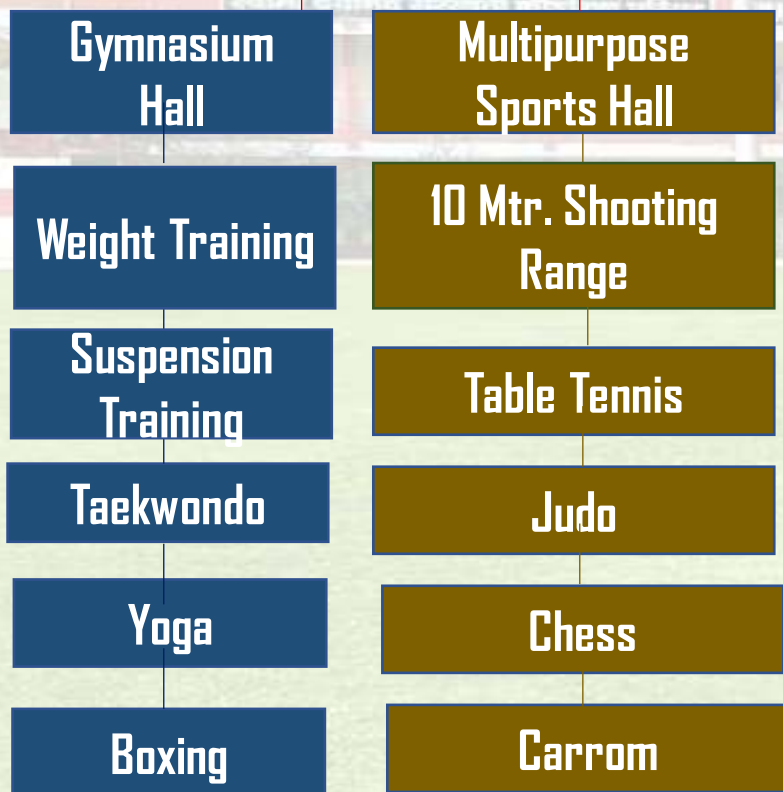 Gymnasium
Hall
Weight Training
Suspension
Training
Taekwondo
Yoga
Boxing
Multipurpose
Sports Hall
10 Mtr. Shooting
Range
Table Tennis
Judo
Chess
Carrom